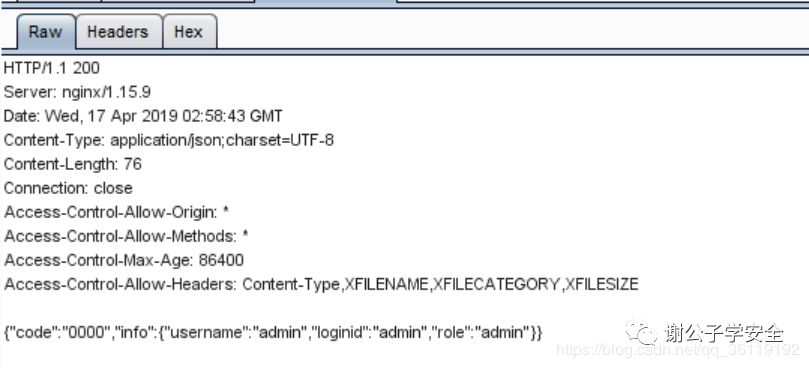 Raw Headers Hex
HTTP/1.1 200
Server: nginx/1.15.9
Date: Wed, 17 Apr 2019 02:58:43 GMT
Content-Type: application/json;charset=UTF-8
Content-Length: 76
Connection: close
Access-Control-Allow-Origin: *
Access-Control-Allow-Methods: *
Access-Control-Max-Age: 86400
Access-Control-Allow-Headers: Content-Type,XFILENAME,XFILECATEGORY,XFILESIZE
{"code":"0000","info":{"username":"admin","loginid":"admin","role":"admin"}}
谢公子学安全
https://blog.csdn.net/qq_36119192